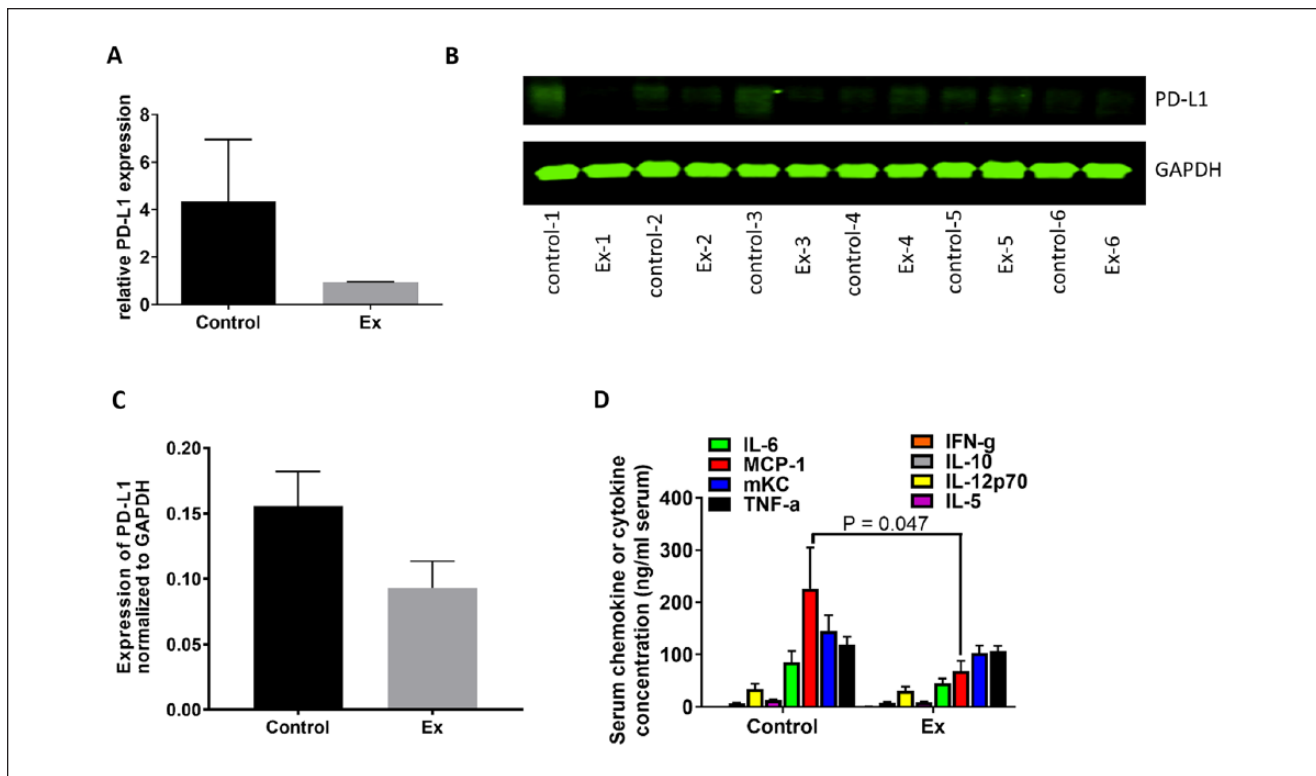 A
relative PD-L1 expression
8
6
4
2
0
Control
Ex
B
PD-L1
GAPDH
control-1
Ex-1
control-2
Ex-2
control-3
Ex-3
control-4
Ex-4
control-5
Ex-5
control-6
Ex-6
C
Expression of PD-L1
normalized to GAPDH
0.20
0.15
0.10
0.05
0.00
Control
Ex
D
IL-6
MCP-1
mKC
TNF-a
IFN-g
IL-10
IL-12p70
IL-5
Serum chemokine or cytokine
concentration (ng/ml serum)
400
300
200
100
0
P = 0.047
Control
Ex